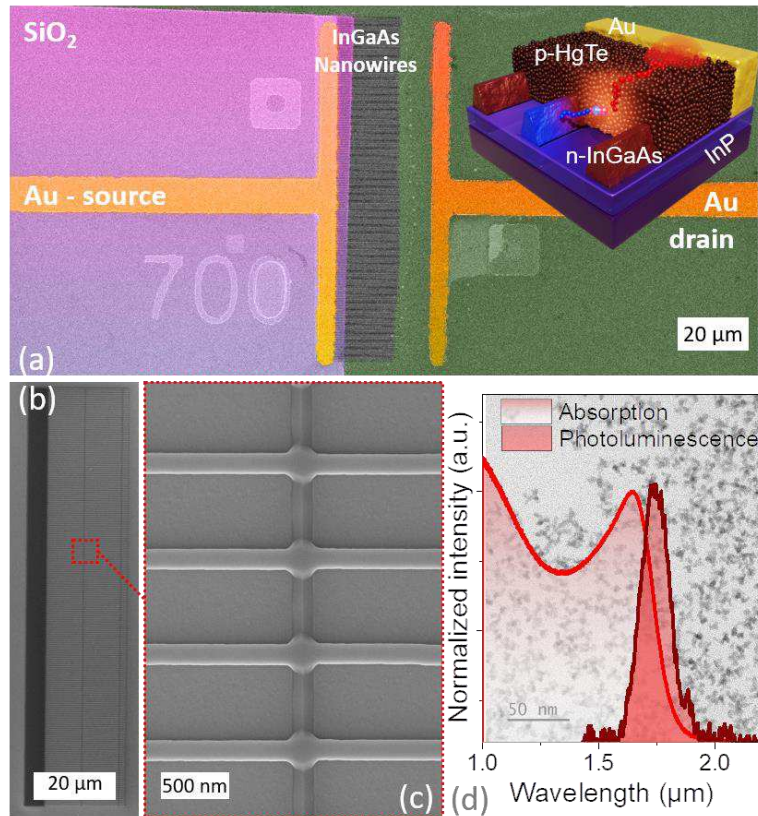 SiO₂
InGaAs
Nanowires
Au
p-HgTe
n-InGaAs
InP
Au - source
Au
drain
700
20 µm
(a)
(b)
20 µm
500 nm
(c)
Absorption
Photoluminescence
Normalized intensity (a.u.)
50 nm
1.0 1.5 2.0
Wavelength (µm)
(d)